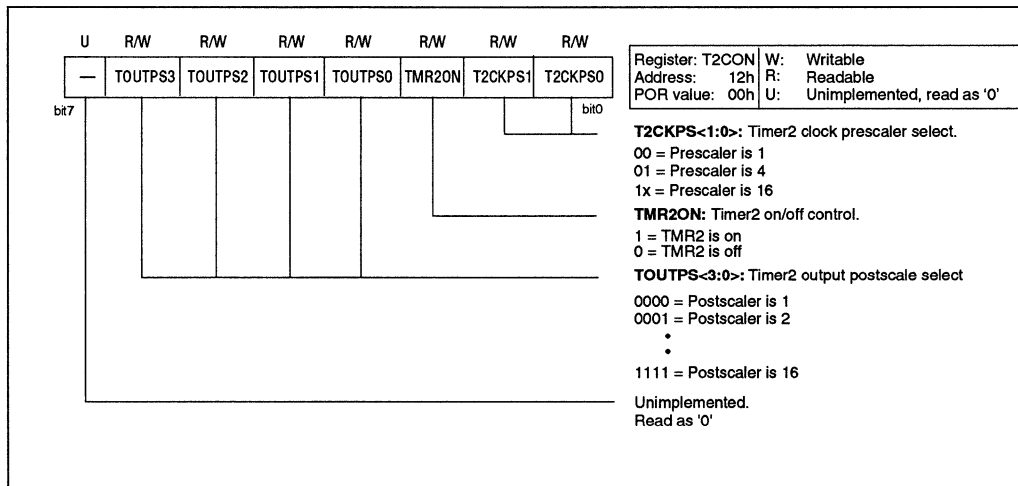 U R/W R/W R/W R/W R/W R/W R/W
— TOUTPS3 TOUTPS2 TOUTPS1 TOUTPS0 TMR2ON T2CKPS1 T2CKPS0
bit7 bit0
Register: T2CON W: Writable
Address: 12h R: Readable
POR value: 00h U: Unimplemented, read as '0'
T2CKPS<1:0>: Timer2 clock prescaler select.
00 = Prescaler is 1
01 = Prescaler is 4
1x = Prescaler is 16
TMR2ON: Timer2 on/off control.
1 = TMR2 is on
0 = TMR2 is off
TOUTPS<3:0>: Timer2 output postscale select
0000 = Postscaler is 1
0001 = Postscaler is 2
•
•
1111 = Postscaler is 16
Unimplemented.
Read as '0'